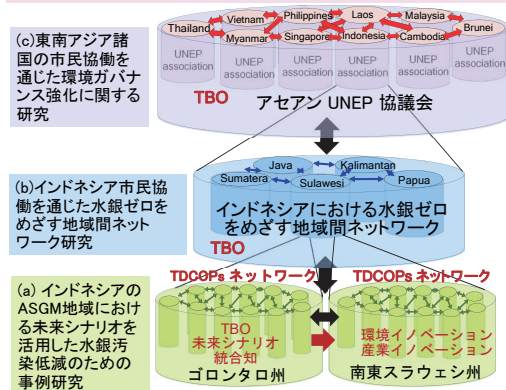 (c)東南アジア諸
国の市民協働を
通じた環境ガバナ
ンス強化に関する
研究
Thailand
Vietnam
Philippines
Laos
Malaysia
Brunei
Myanmar
Singapore
Indonesia
Cambodia
UNEP
association
UNEP
association
UNEP
association
UNEP
association
UNEP
association
UNEP
association
TBO
アセアン UNEP 協議会
(b)インドネシア市民協
働を通じた水銀ゼロを
めざす地域間ネット
ワーク研究
Java
Kalimantan
Sumatera
Sulawesi
Papua
インドネシアにおける水銀ゼロ
をめざす地域間ネットワーク
TBO
(a) インドネシアの
ASGM地域におけ
る未来シナリオを
活用した水銀汚
染低減のための
事例研究
TDCOPs ネットワーク
TDCOPs ネットワーク
TBO
未来シナリオ
統合知
ゴロンタロ州
環境イノベーション
産業イノベーション
南東スラウェシ州